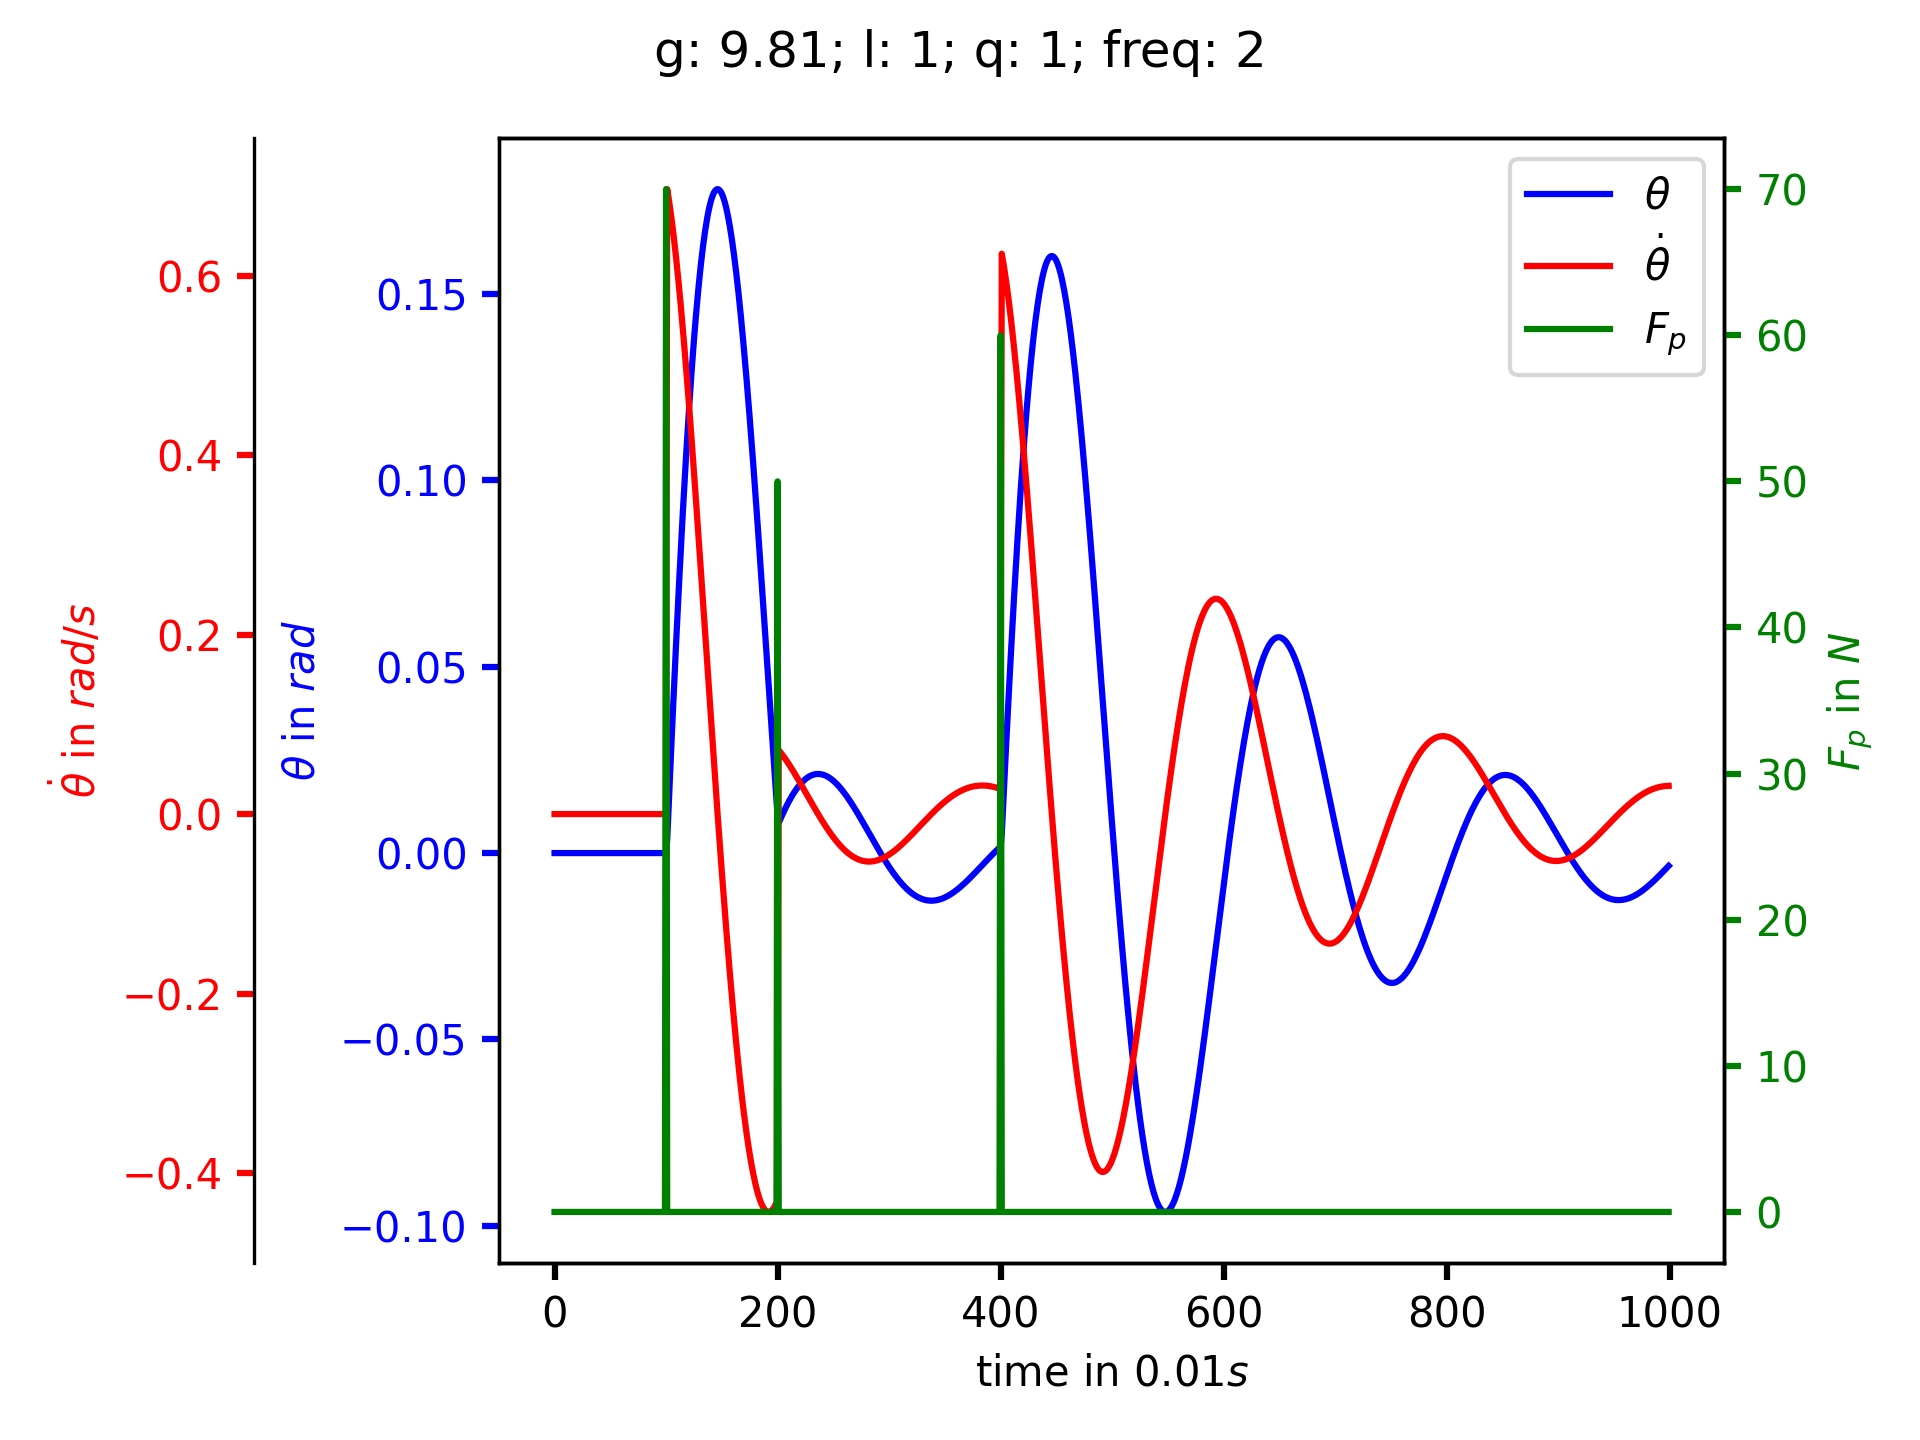 g: 9.81; l: 1; q: 1; freq: 2
θ̇ in rad/s
0.6
0.4
0.2
0.0
−0.2
−0.4
θ in rad
0.15
0.10
0.05
0.00
−0.05
−0.10
θ
θ̇
F_p
70
60
50
40
30
20
10
0
F_p in N
0 200 400 600 800 1000
time in 0.01s